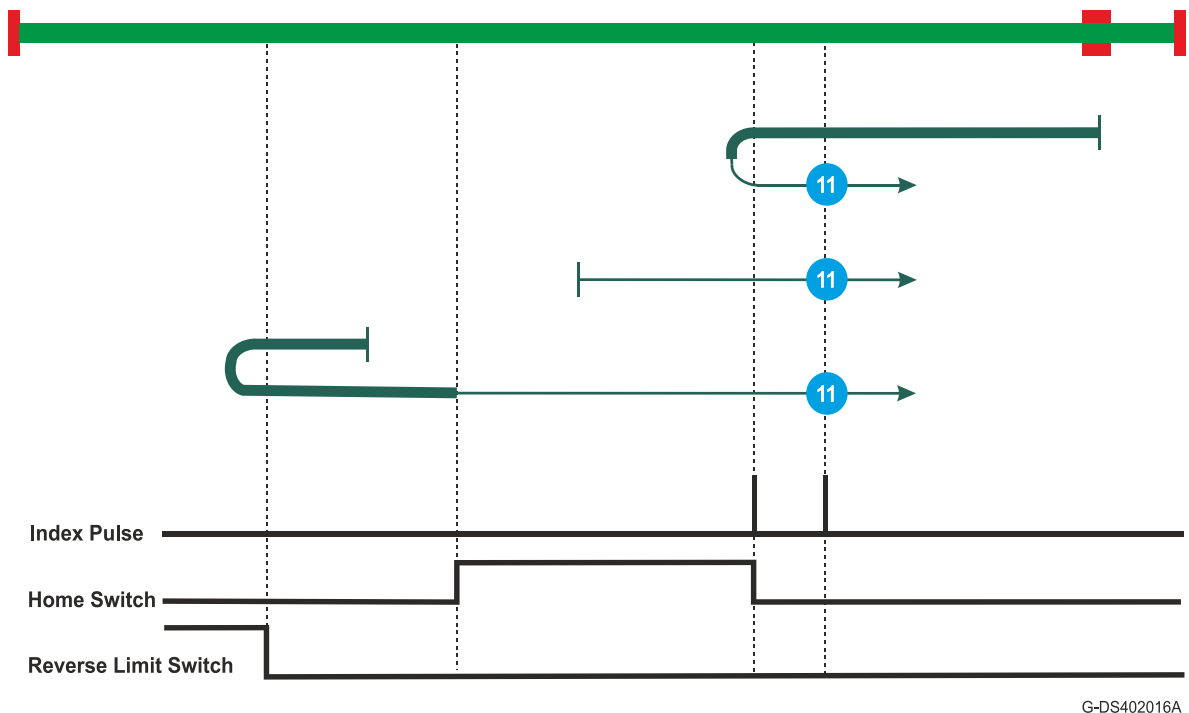 11
11
11
Index Pulse
Home Switch
Reverse Limit Switch
G-DS402016A